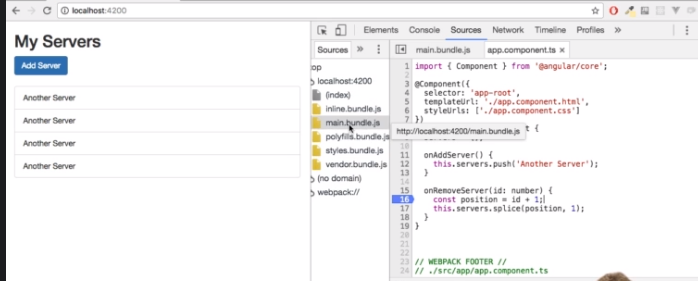 localhost:4200
My Servers
Add Server
Another Server
Another Server
Another Server
Another Server
Elements Console Sources Network Timeline Profiles »
Sources » main.bundle.js app.component.ts ×
top
localhost:4200
(index)
inline.bundle.js
main.bundle.js
polyfills.bundle.js
styles.bundle.js
vendor.bundle.js
(no domain)
webpack://
http://localhost:4200/main.bundle.js
1 import { Component } from '@angular/core';
2
3 @Component({
4 selector: 'app-root',
5 templateUrl: './app.component.html',
6 styleUrls: ['./app.component.css']
7 })
t {
10
11 onAddServer() {
12 this.servers.push('Another Server');
13 }
14
15 onRemoveServer(id: number) {
16 const position = id + 1;
17 this.servers.splice(position, 1);
18 }
19 }
20
21
22
23 // WEBPACK FOOTER //
24 // ./src/app/app.component.ts